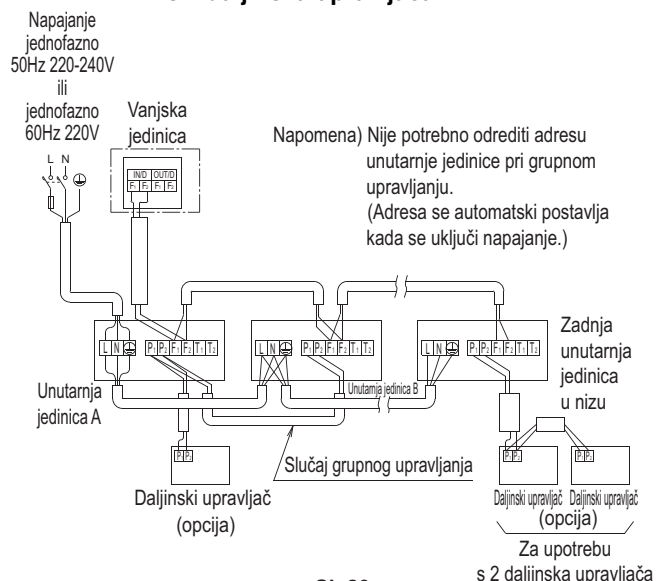 Napajanje
jednofazno
50Hz 220-240V
ili
jednofazno
60Hz 220V
L N
Vanjska
jedinica
IN/D OUT/D
F₁ F₂ F₁ F₂
Napomena) Nije potrebno odrediti adresu
unutarnje jedinice pri grupnom
upravljanju.
(Adresa se automatski postavlja
kada se uključi napajanje.)
L N P₁ P₂ F₁ F₂ T₁ T₂
L N P₁ P₂ F₁ F₂ T₁ T₂
L N P₁ P₂ F₁ F₂ T₁ T₂
Zadnja
unutarnja
jedinica
u nizu
Unutarnja
jedinica A
Unutarnja jedinica B
Slučaj grupnog upravljanja
P₁ P₂
Daljinski upravljač
(opcija)
P₁ P₂
P₁ P₂
Daljinski upravljač Daljinski upravljač
(opcija)
Za upotrebu
s 2 daljinska upravljača